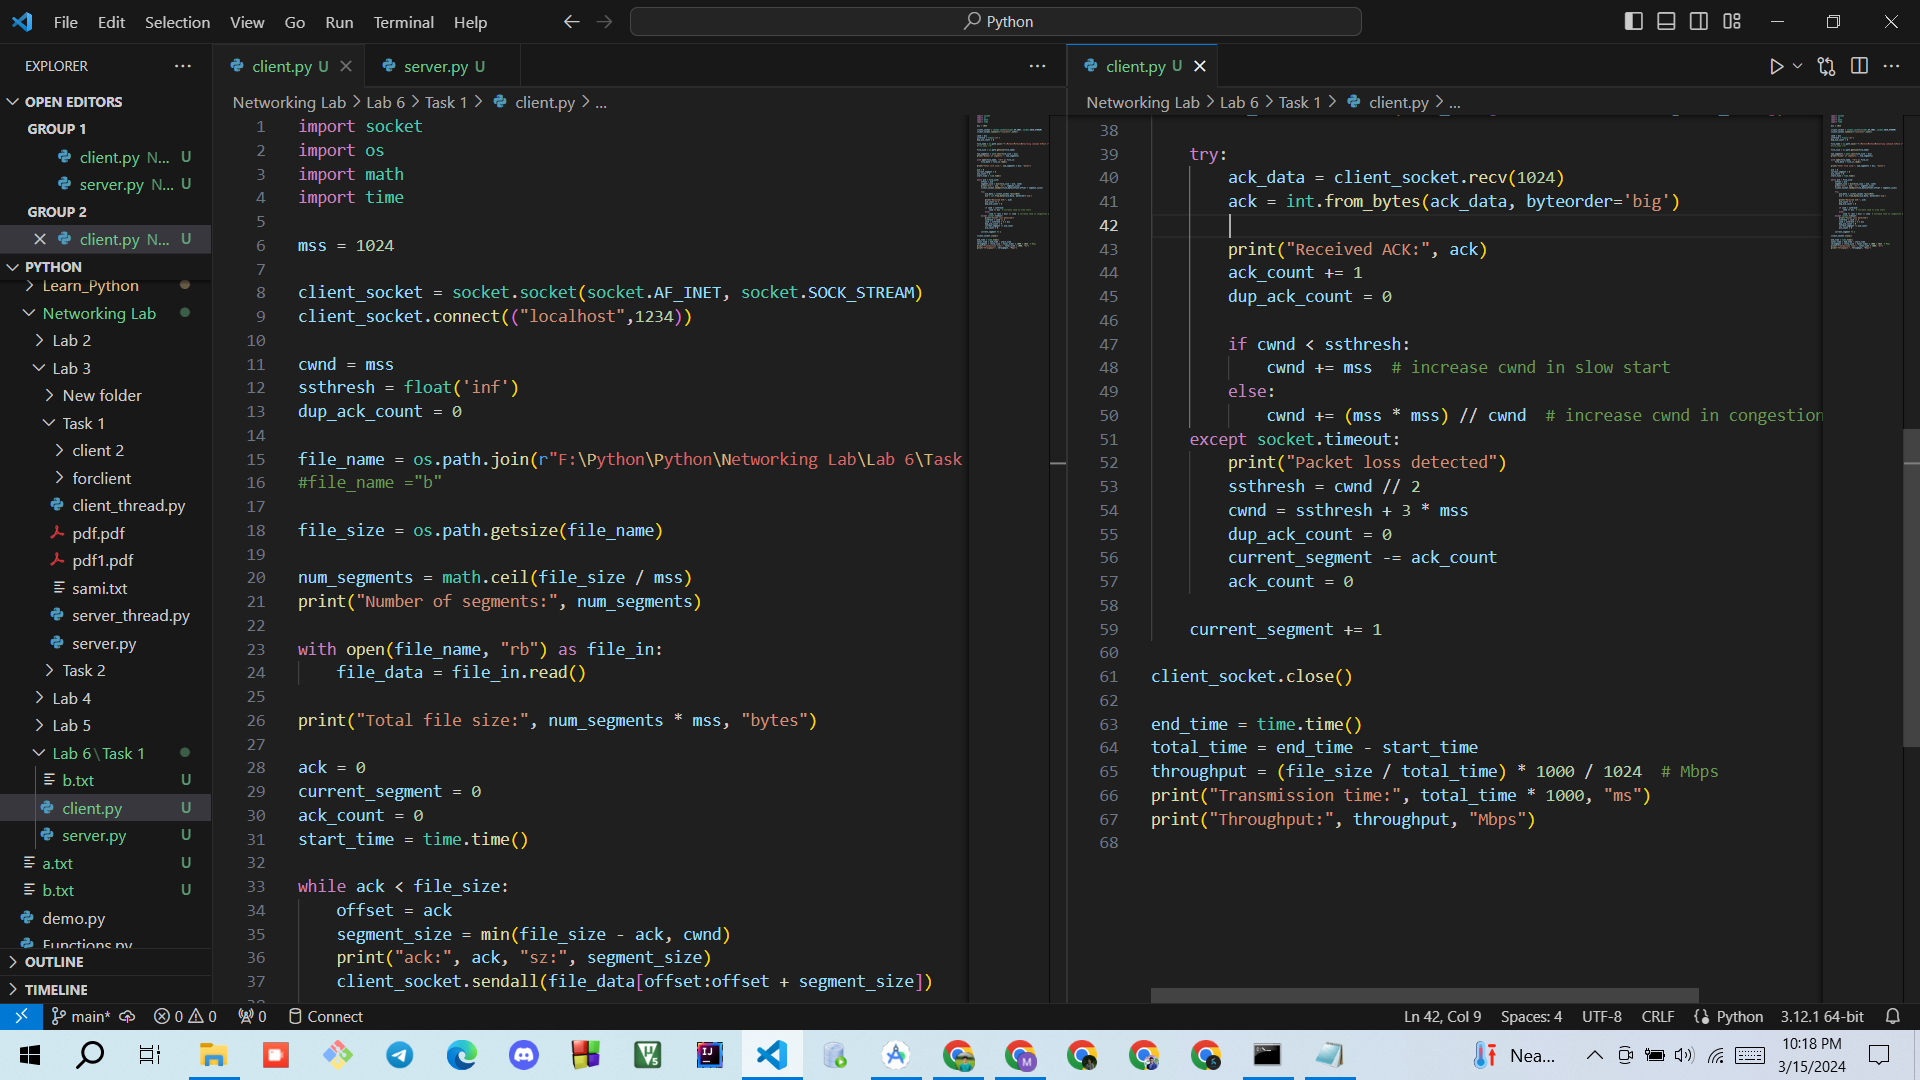 File Edit Selection View Go Run Terminal Help
Python
EXPLORER
OPEN EDITORS
GROUP 1
client.py N... U
server.py N... U
GROUP 2
client.py N... U
PYTHON
Learn_Python
Networking Lab
Lab 2
Lab 3
New folder
Task 1
client 2
forclient
client_thread.py
pdf.pdf
pdf1.pdf
sami.txt
server_thread.py
server.py
Task 2
Lab 4
Lab 5
Lab 6\Task 1
b.txt U
client.py U
server.py U
a.txt U
b.txt U
demo.py
Functions.py
OUTLINE
TIMELINE
client.py U
server.py U
Networking Lab > Lab 6 > Task 1 > client.py > ...
1 import socket
2 import os
3 import math
4 import time
5
6 mss = 1024
7
8 client_socket = socket.socket(socket.AF_INET, socket.SOCK_STREAM)
9 client_socket.connect(("localhost",1234))
10
11 cwnd = mss
12 ssthresh = float('inf')
13 dup_ack_count = 0
14
15 file_name = os.path.join(r"F:\Python\Python\Networking Lab\Lab 6\Task
16 #file_name ="b"
17
18 file_size = os.path.getsize(file_name)
19
20 num_segments = math.ceil(file_size / mss)
21 print("Number of segments:", num_segments)
22
23 with open(file_name, "rb") as file_in:
24 file_data = file_in.read()
25
26 print("Total file size:", num_segments * mss, "bytes")
27
28 ack = 0
29 current_segment = 0
30 ack_count = 0
31 start_time = time.time()
32
33 while ack < file_size:
34 offset = ack
35 segment_size = min(file_size - ack, cwnd)
36 print("ack:", ack, "sz:", segment_size)
37 client_socket.sendall(file_data[offset:offset + segment_size])
client.py U
Networking Lab > Lab 6 > Task 1 > client.py > ...
38
39 try:
40 ack_data = client_socket.recv(1024)
41 ack = int.from_bytes(ack_data, byteorder='big')
42
43 print("Received ACK:", ack)
44 ack_count += 1
45 dup_ack_count = 0
46
47 if cwnd < ssthresh:
48 cwnd += mss # increase cwnd in slow start
49 else:
50 cwnd += (mss * mss) // cwnd # increase cwnd in congestion
51 except socket.timeout:
52 print("Packet loss detected")
53 ssthresh = cwnd // 2
54 cwnd = ssthresh + 3 * mss
55 dup_ack_count = 0
56 current_segment -= ack_count
57 ack_count = 0
58
59 current_segment += 1
60
61 client_socket.close()
62
63 end_time = time.time()
64 total_time = end_time - start_time
65 throughput = (file_size / total_time) * 1000 / 1024 # Mbps
66 print("Transmission time:", total_time * 1000, "ms")
67 print("Throughput:", throughput, "Mbps")
68
main* 0 0 0 Connect
Ln 42, Col 9 Spaces: 4 UTF-8 CRLF Python 3.12.1 64-bit
Nea...
10:18 PM
3/15/2024